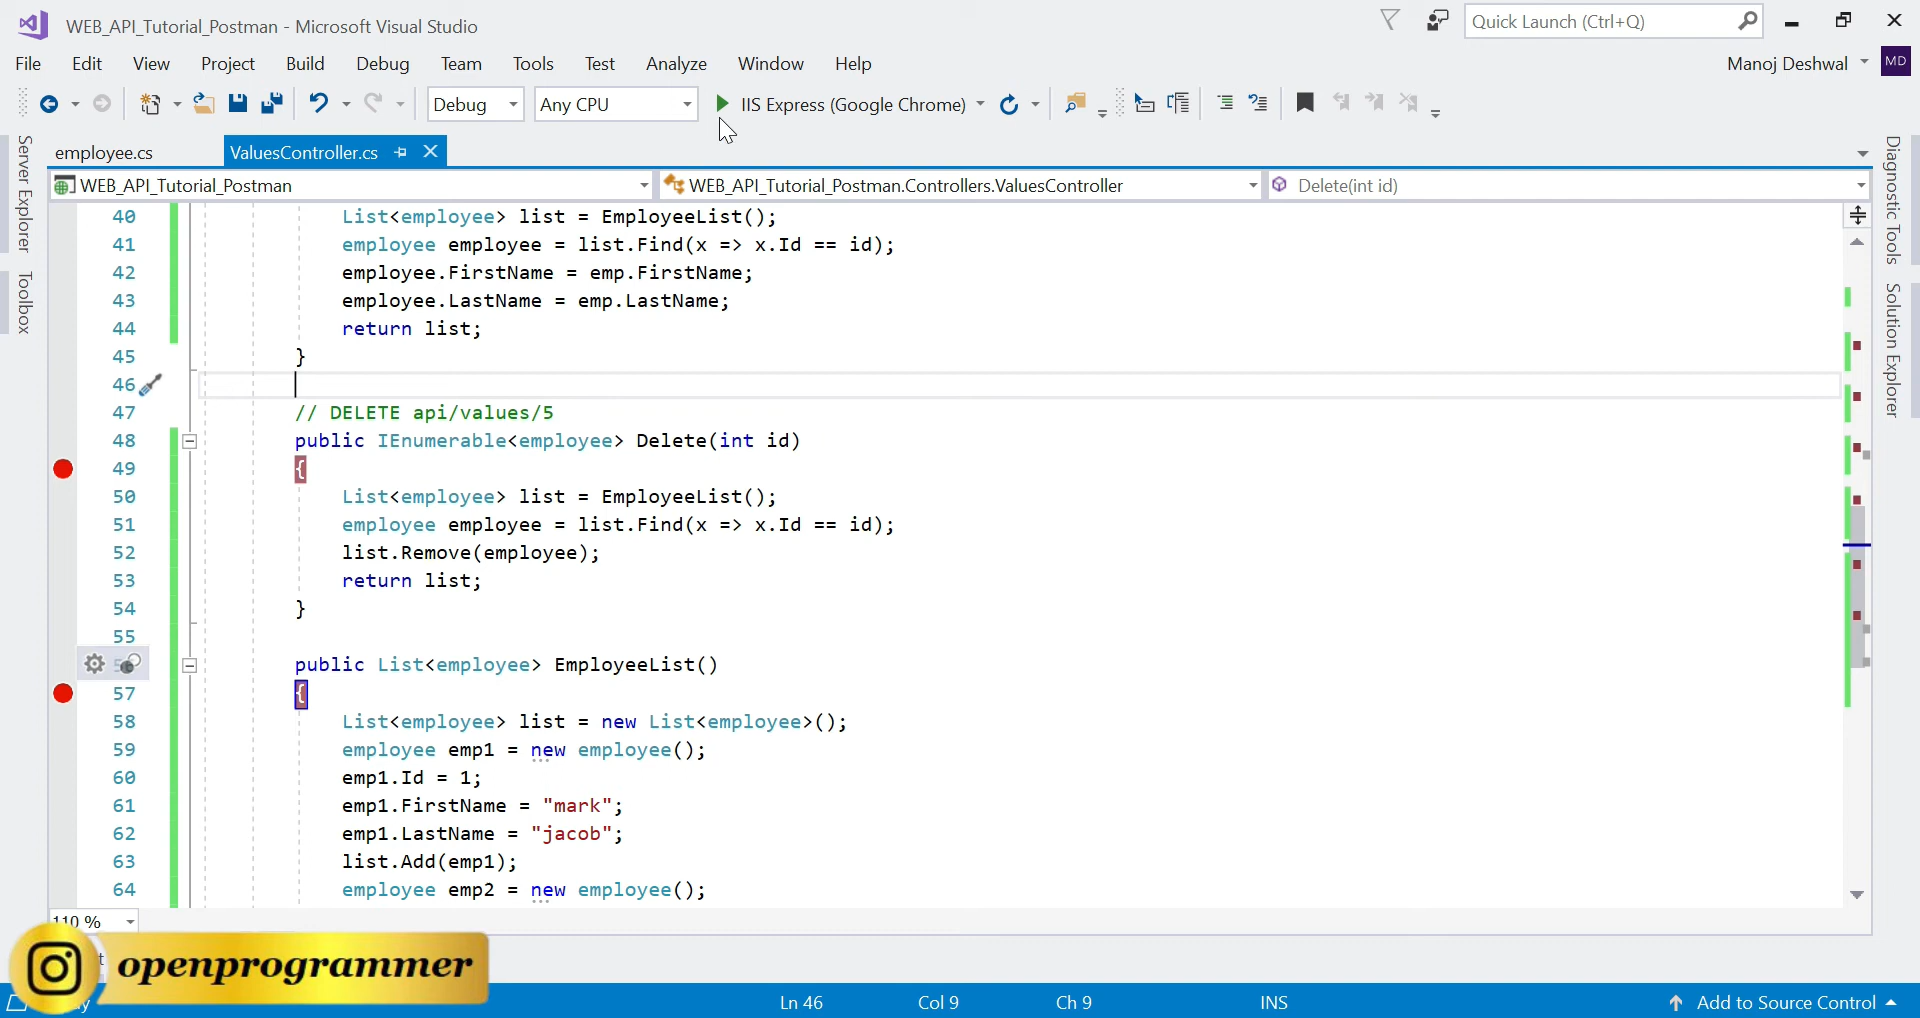 WEB_API_Tutorial_Postman - Microsoft Visual Studio
Quick Launch (Ctrl+Q)
File Edit View Project Build Debug Team Tools Test Analyze Window Help
Manoj Deshwal MD
Debug Any CPU IIS Express (Google Chrome)
employee.cs ValuesController.cs
WEB_API_Tutorial_Postman WEB_API_Tutorial_Postman.Controllers.ValuesController Delete(int id)
Server Explorer
Toolbox
Diagnostic Tools
Solution Explorer
40 List<employee> list = EmployeeList();
41 employee employee = list.Find(x => x.Id == id);
42 employee.FirstName = emp.FirstName;
43 employee.LastName = emp.LastName;
44 return list;
45 }
46
47 // DELETE api/values/5
48 public IEnumerable<employee> Delete(int id)
49 {
50 List<employee> list = EmployeeList();
51 employee employee = list.Find(x => x.Id == id);
52 list.Remove(employee);
53 return list;
54 }
55
public List<employee> EmployeeList()
57 {
58 List<employee> list = new List<employee>();
59 employee emp1 = new employee();
60 emp1.Id = 1;
61 emp1.FirstName = "mark";
62 emp1.LastName = "jacob";
63 list.Add(emp1);
64 employee emp2 = new employee();
110 %
openprogrammer
Ln 46 Col 9 Ch 9 INS Add to Source Control